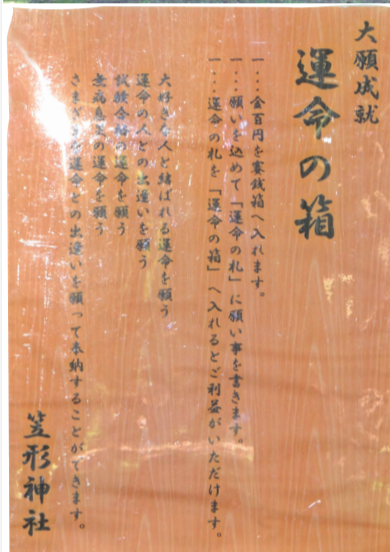 大願成就
運命の箱
一...金百円を賽銭箱へ入れます。
一...願いを込めて「運命の札」に願い事を書きます。
一...運命の札を「運命の箱」へ入れるとご利益がいただけます。
大好きな人と結ばれる運命を願う
運命の人との出逢いを願う
試験合格の運命を願う
無病息災の運命を願う
さまざまな運命との出逢いを願って奉納することができます。
笠形神社